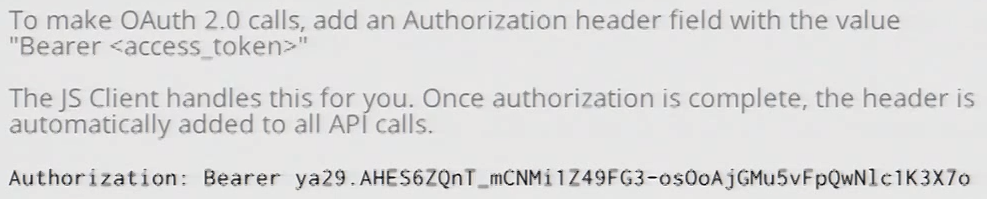 To make OAuth 2.0 calls, add an Authorization header field with the value
"Bearer <access_token>"
The JS Client handles this for you. Once authorization is complete, the header is
automatically added to all API calls.
Authorization: Bearer ya29.AHES6ZQnT_mCNMi1Z49FG3-osOoAjGMu5vFpQwNlc1K3X7o